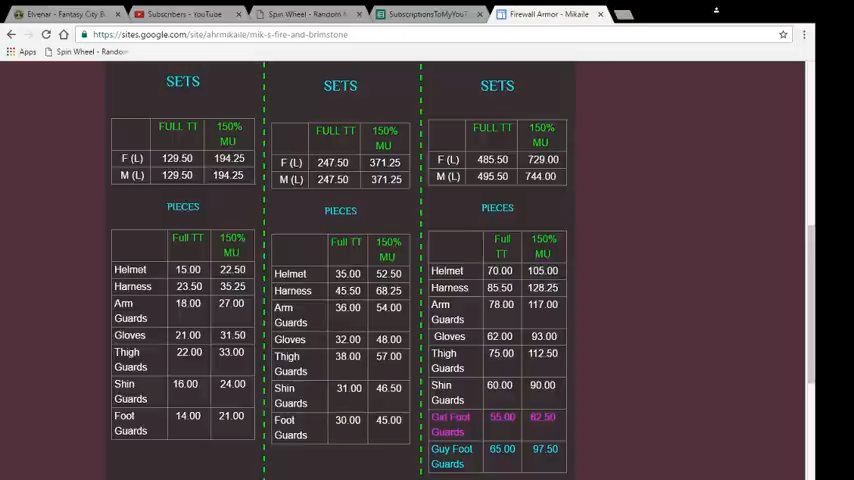 Elvenar - Fantasy City B
Subscribers - YouTube
Spin Wheel - Random N
SubscriptionsToMyYouT
Firewall Armor - Mikaile
https://sites.google.com/site/ahrmikaile/mik-s-fire-and-brimstone
Apps
Spin Wheel - Random
SETS
FULL TT 150% MU
F (L) 129.50 194.25
M (L) 129.50 194.25
PIECES
Full TT 150% MU
Helmet 15.00 22.50
Harness 23.50 35.25
Arm Guards 18.00 27.00
Gloves 21.00 31.50
Thigh Guards 22.00 33.00
Shin Guards 16.00 24.00
Foot Guards 14.00 21.00
SETS
FULL TT 150% MU
F (L) 247.50 371.25
M (L) 247.50 371.25
PIECES
Full TT 150% MU
Helmet 35.00 52.50
Harness 45.50 68.25
Arm Guards 36.00 54.00
Gloves 32.00 48.00
Thigh Guards 38.00 57.00
Shin Guards 31.00 46.50
Foot Guards 30.00 45.00
SETS
FULL TT 150% MU
F (L) 485.50 729.00
M (L) 495.50 744.00
PIECES
Full TT 150% MU
Helmet 70.00 105.00
Harness 85.50 128.25
Arm Guards 78.00 117.00
Gloves 62.00 93.00
Thigh Guards 75.00 112.50
Shin Guards 60.00 90.00
Girl Foot Guards 55.00 82.50
Guy Foot Guards 65.00 97.50